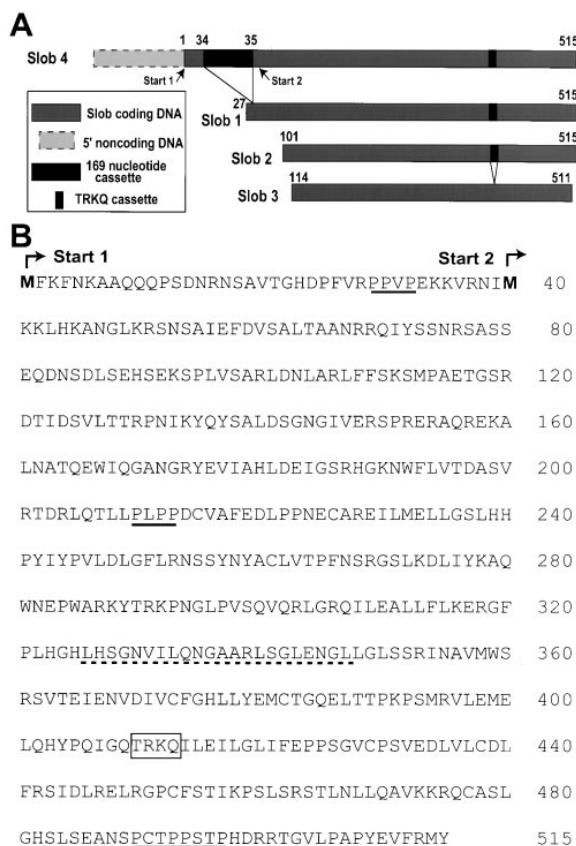 A
1 34 35 515
Slob 4
Start 1 Start 2
Slob coding DNA
5' noncoding DNA
169 nucleotide cassette
TRKQ cassette
27 515
Slob 1
101 515
Slob 2
114 511
Slob 3
B
Start 1 Start 2
MFKFNKAAQQQPSDNRNSAVTGHDPFVRPPVPEKKVRNIM 40
KKLHKANGLKRSNSAIEFDVSALTAANRRQIYSSNRSASS 80
EQDNSDLSEHSEKSPLVSARLDNLARLFFSKSMPAETGSR 120
DTIDSVLTTRPNIKYQYSALDSGNGIVERSPRERAQREKA 160
LNATQEWIQGANGRYEVIAHLDEIGSRHGKNWFLVTDASV 200
RTDRLQTLLPLPPDCVAFEDLPPNECAREILMELLGSLHH 240
PYIYPVLDLGFLRNSSYNYACLVTPFNSRGSLKDLIYKAQ 280
WNEPWARKYTRKPNGLPVSQVQRLGRQILEALLFLKERGF 320
PLHGHLHSGNVILQNGAARLSGLENGLLGLSSRINAVMWS 360
RSVTEIENVDIVCFGHLLYEMCTGQELTTPKPSMRVLEME 400
LQHYPQIGQTRKQILEILGLIFEPPSGVCPSVEDLVLCDL 440
FRSIDLRELRGPCFSTIKPSLSRSTLNLLQAVKKRQCASL 480
GHSLSEANSPCTPPSTPHDRRTGVLPAPYEVFRMY 515